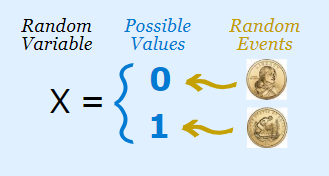 Random Variable
Possible Values
Random Events
X =
0
1